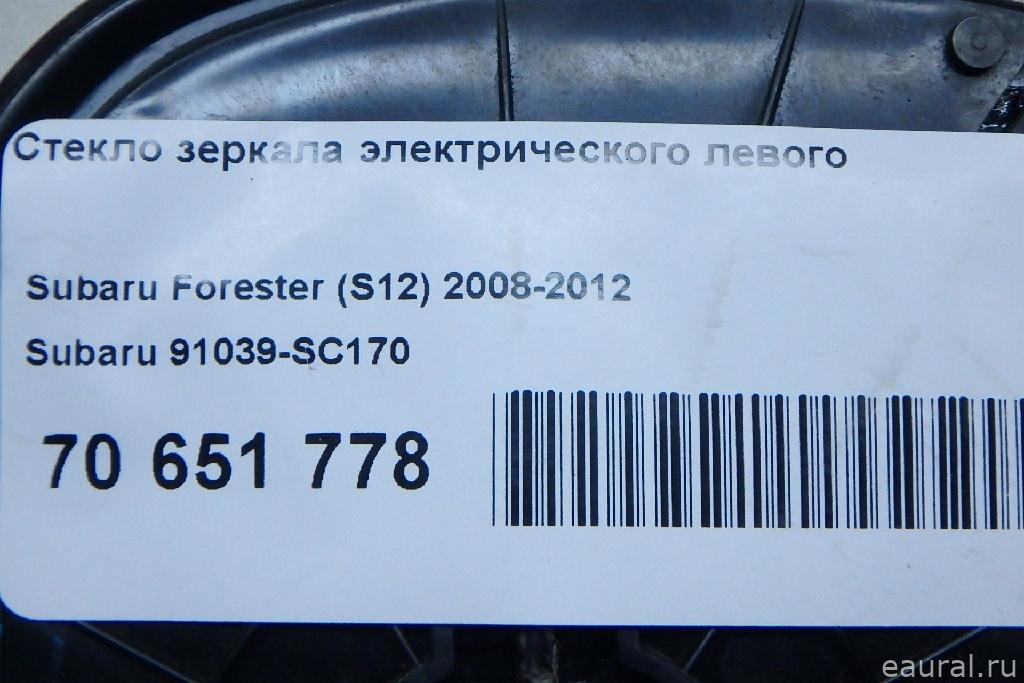 Стекло зеркала электрического левого
Subaru Forester (S12) 2008-2012
Subaru 91039-SC170
70 651 778
eaural.ru